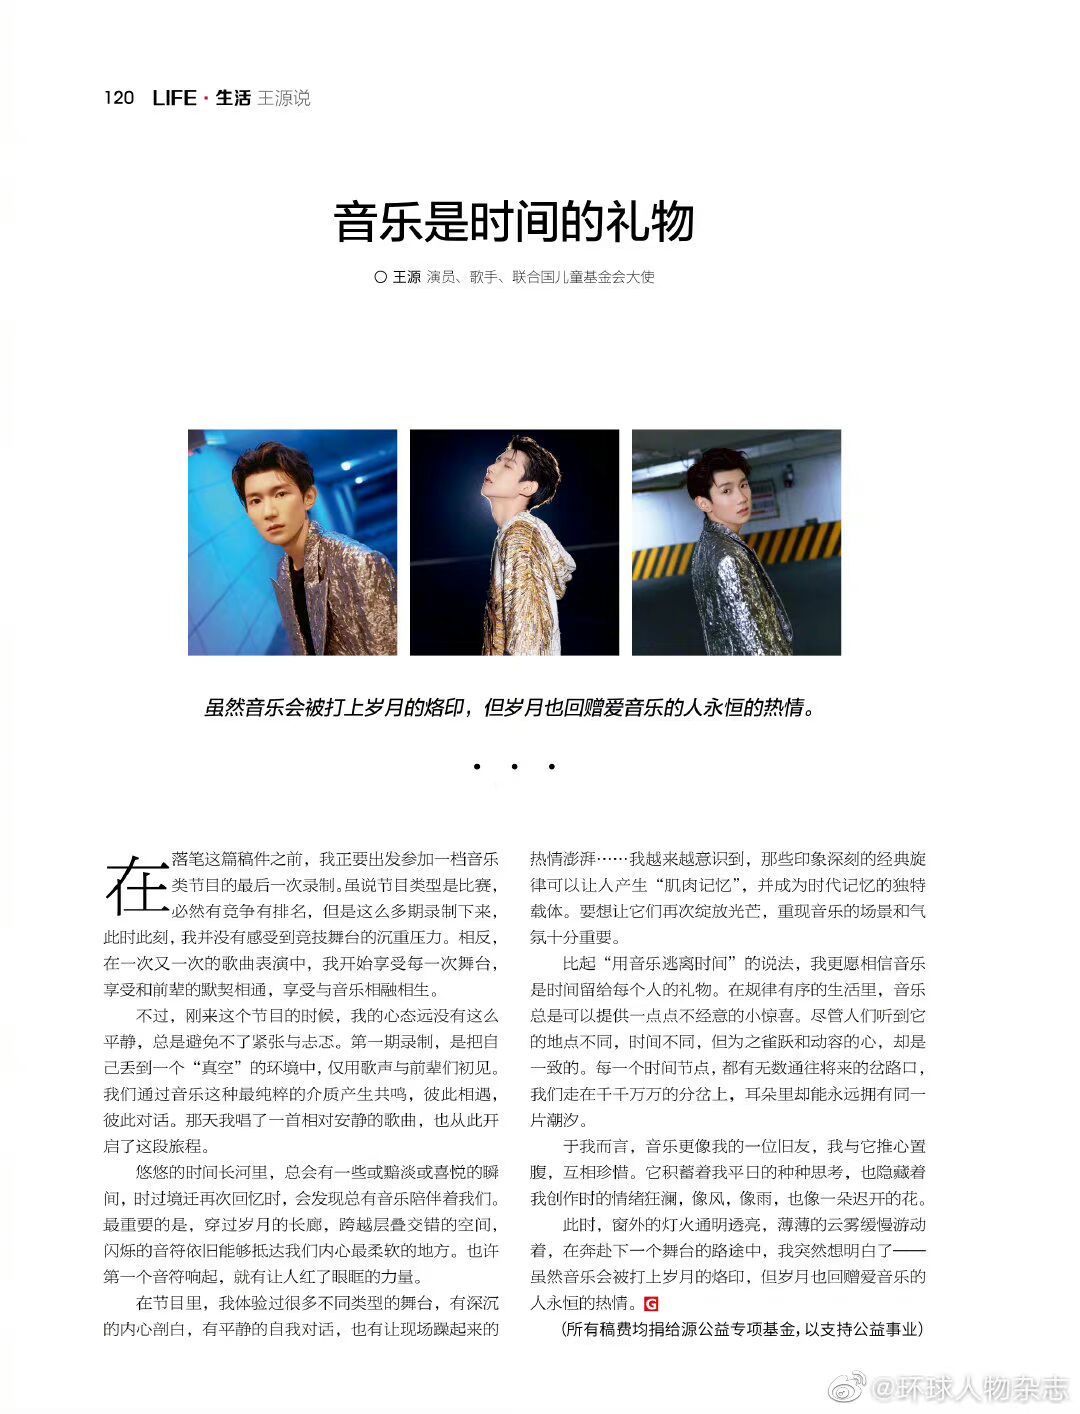 120 LIFE·生活 王源说
音乐是时间的礼物
○ 王源 演员、歌手、联合国儿童基金会大使
虽然音乐会被打上岁月的烙印，但岁月也回赠爱音乐的人永恒的热情。
• • •
在落笔这篇稿件之前，我正要出发参加一档音乐
类节目的最后一次录制。虽说节目类型是比赛，
必然有竞争有排名，但是这么多期录制下来，
此时此刻，我并没有感受到竞技舞台的沉重压力。相反，
在一次又一次的歌曲表演中，我开始享受每一次舞台，
享受和前辈的默契相通，享受与音乐相融相生。
不过，刚来这个节目的时候，我的心态远没有这么
平静，总是避免不了紧张与忐忑。第一期录制，是把自
己丢到一个“真空”的环境中，仅用歌声与前辈们初见。
我们通过音乐这种最纯粹的介质产生共鸣，彼此相遇，
彼此对话。那天我唱了一首相对安静的歌曲，也从此开
启了这段旅程。
悠悠的时间长河里，总会有一些或黯淡或喜悦的瞬
间，时过境迁再次回忆时，会发现总有音乐陪伴着我们。
最重要的是，穿过岁月的长廊，跨越层叠交错的空间，
闪烁的音符依旧能够抵达我们内心最柔软的地方。也许
第一个音符响起，就有让人红了眼眶的力量。
在节目里，我体验过很多不同类型的舞台，有深沉
的内心剖白，有平静的自我对话，也有让现场躁起来的
热情澎湃……我越来越意识到，那些印象深刻的经典旋
律可以让人产生“肌肉记忆”，并成为时代记忆的独特
载体。要想让它们再次绽放光芒，重现音乐的场景和气
氛十分重要。
比起“用音乐逃离时间”的说法，我更愿相信音乐
是时间留给每个人的礼物。在规律有序的生活里，音乐
总是可以提供一点点不经意的小惊喜。尽管人们听到它
的地点不同，时间不同，但为之雀跃和动容的心，却是
一致的。每一个时间节点，都有无数通往将来的岔路口，
我们走在千千万万的分岔上，耳朵里却能永远拥有同一
片潮汐。
于我而言，音乐更像我的一位旧友，我与它推心置
腹，互相珍惜。它积蓄着我平日的种种思考，也隐藏着
我创作时的情绪狂澜，像风，像雨，也像一朵迟开的花。
此时，窗外的灯火通明透亮，薄薄的云雾缓慢游动
着，在奔赴下一个舞台的路途中，我突然想明白了——
虽然音乐会被打上岁月的烙印，但岁月也回赠爱音乐的
人永恒的热情。G
（所有稿费均捐给源公益专项基金，以支持公益事业）
@环球人物杂志